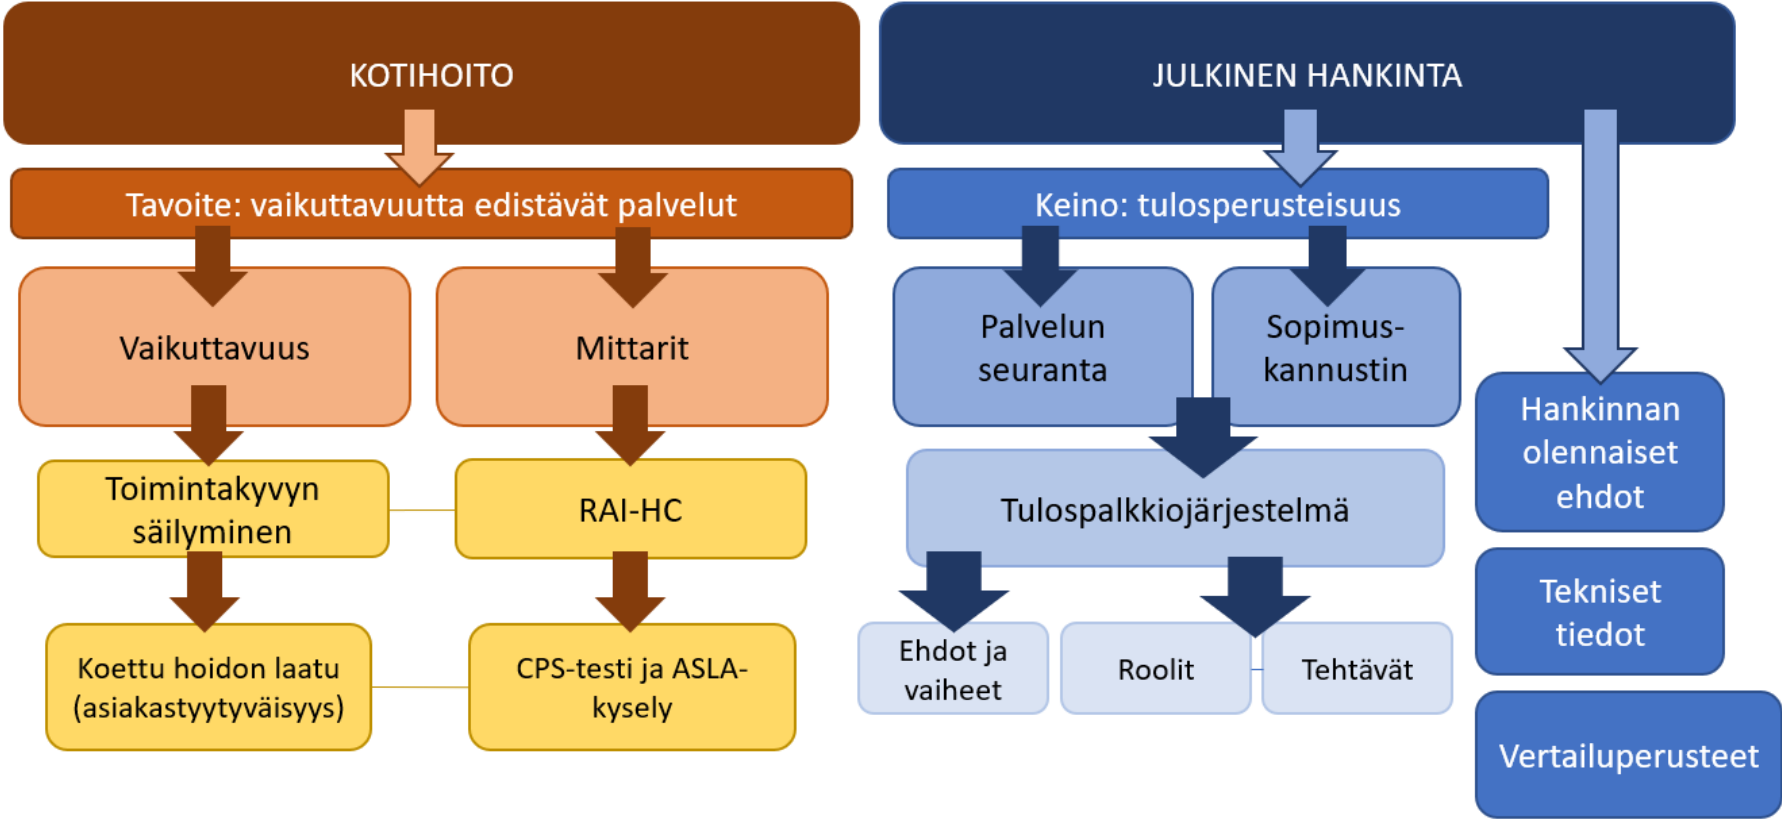 KOTIHOITO
Tavoite: vaikuttavuutta edistävät palvelut
Vaikuttavuus
Mittarit
Toimintakyvyn
säilyminen
RAI-HC
Koettu hoidon laatu
(asiakastyytyväisyys)
CPS-testi ja ASLA-
kysely
JULKINEN HANKINTA
Keino: tulosperusteisuus
Palvelun
seuranta
Sopimus-
kannustin
Tulospalkkiojärjestelmä
Ehdot ja
vaiheet
Roolit
Tehtävät
Hankinnan
olennaiset
ehdot
Tekniset
tiedot
Vertailuperusteet